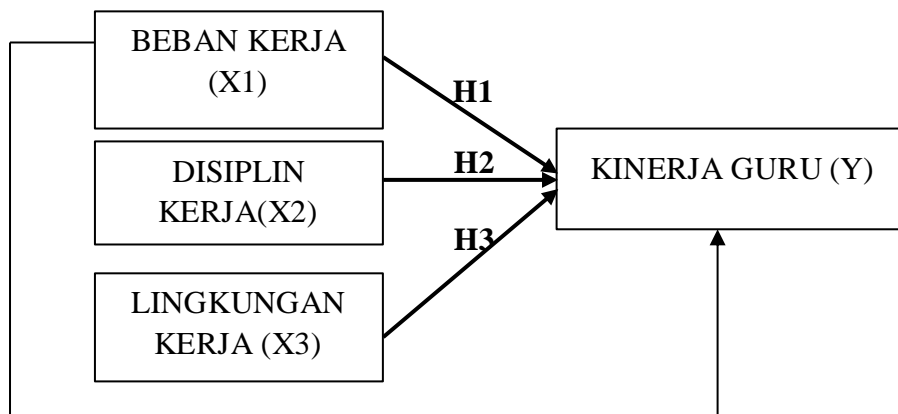 BEBAN KERJA
(X1)
H1
DISIPLIN
KERJA(X2)
H2
KINERJA GURU (Y)
H3
LINGKUNGAN
KERJA (X3)